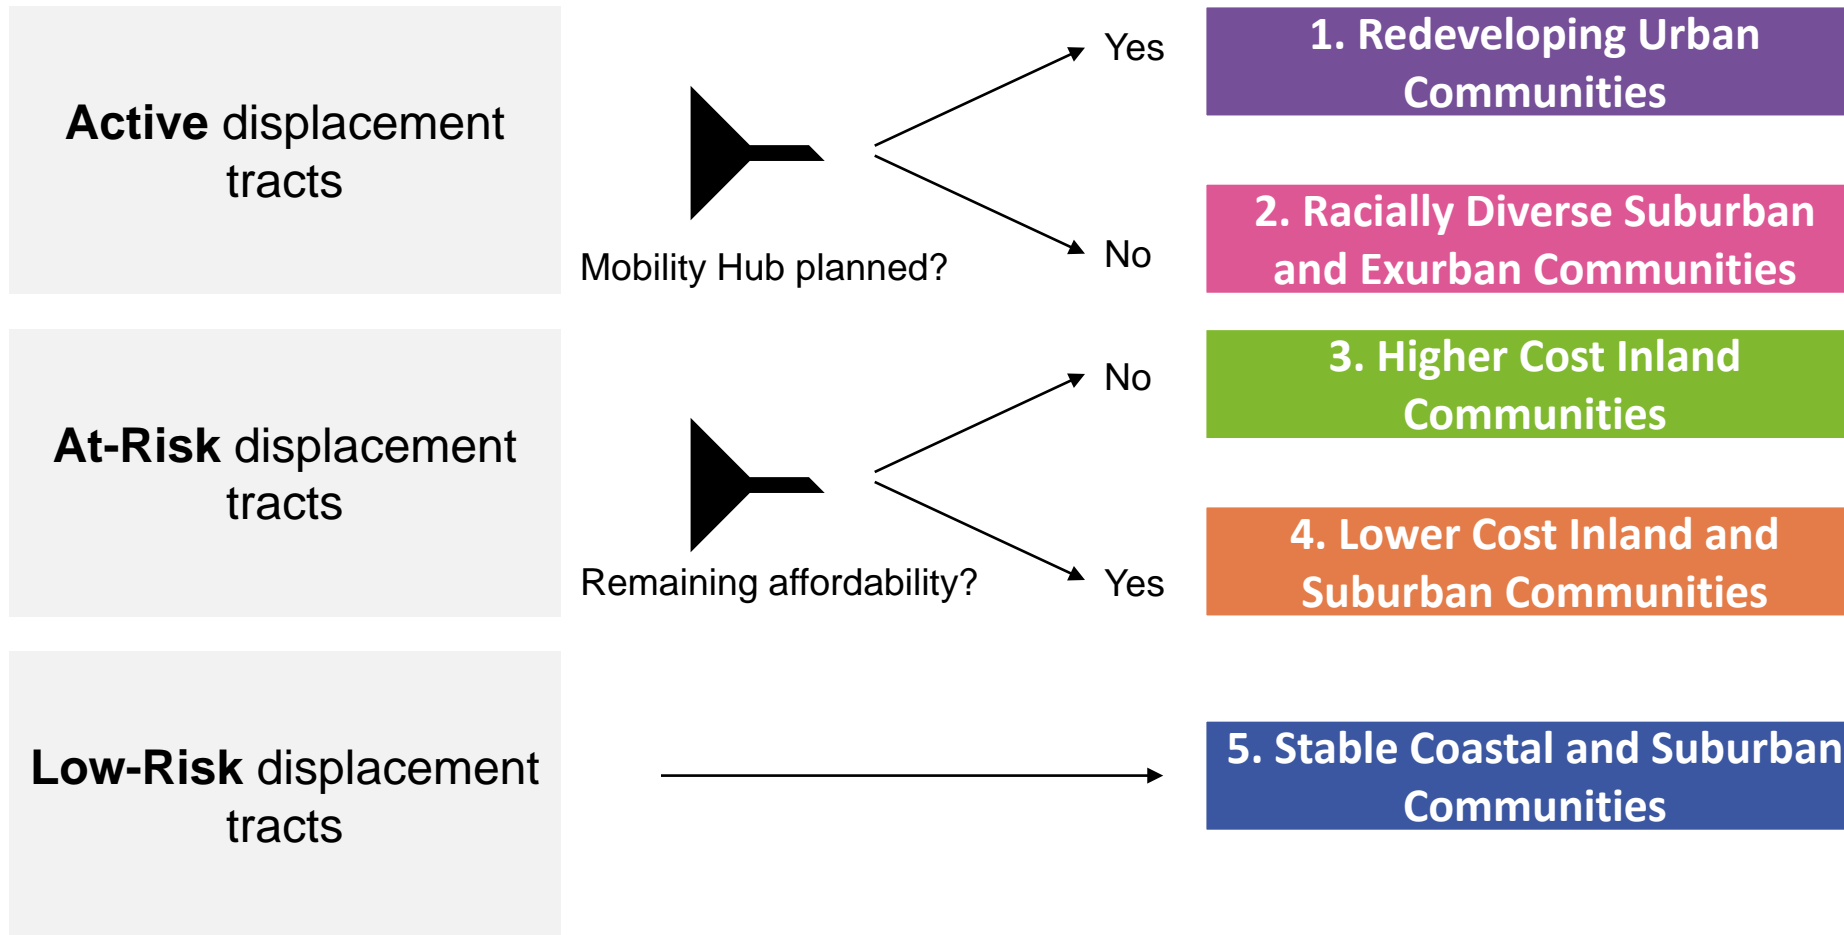 Active displacement
tracts
Mobility Hub planned?
Yes
No
1. Redeveloping Urban
Communities
2. Racially Diverse Suburban
and Exurban Communities
At-Risk displacement
tracts
Remaining affordability?
No
Yes
3. Higher Cost Inland
Communities
4. Lower Cost Inland and
Suburban Communities
Low-Risk displacement
tracts
5. Stable Coastal and Suburban
Communities